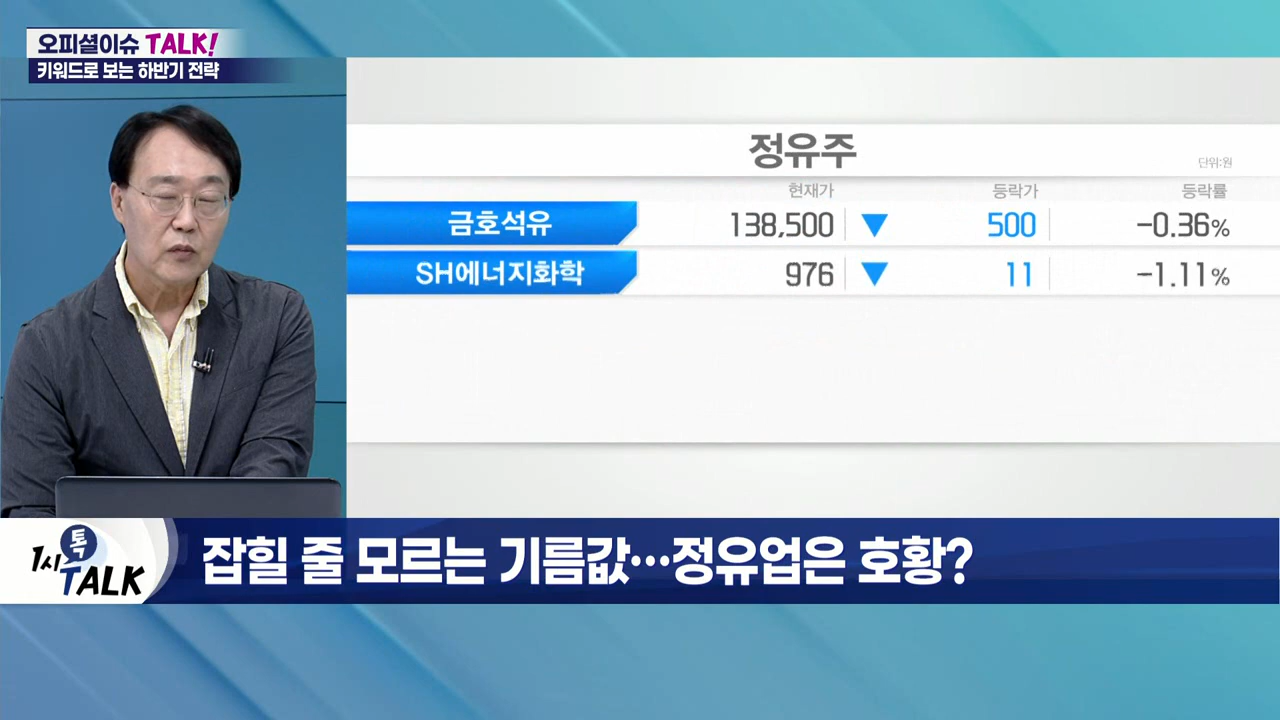 오피셜이슈 TALK!
키워드로 보는 하반기 전략
정유주
단위:원
현재가 등락가 등락률
금호석유 138,500 ▼ 500 -0.36%
SH에너지화학 976 ▼ 11 -1.11%
1시톡 TALK
잡힐 줄 모르는 기름값…정유업은 호황?